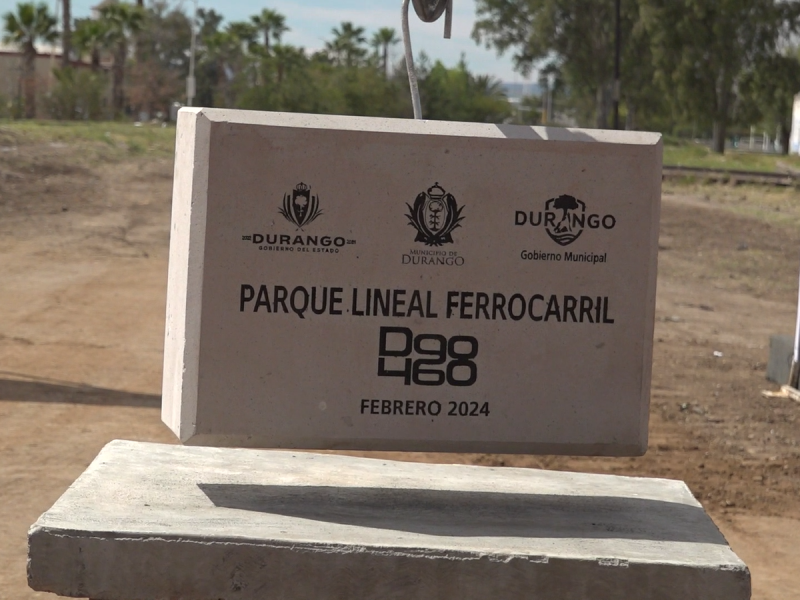 DURANGO
GOBIERNO DEL ESTADO
MUNICIPIO DE
DURANGO
DURANGO
Gobierno Municipal
PARQUE LINEAL FERROCARRIL
Dgo
460
FEBRERO 2024